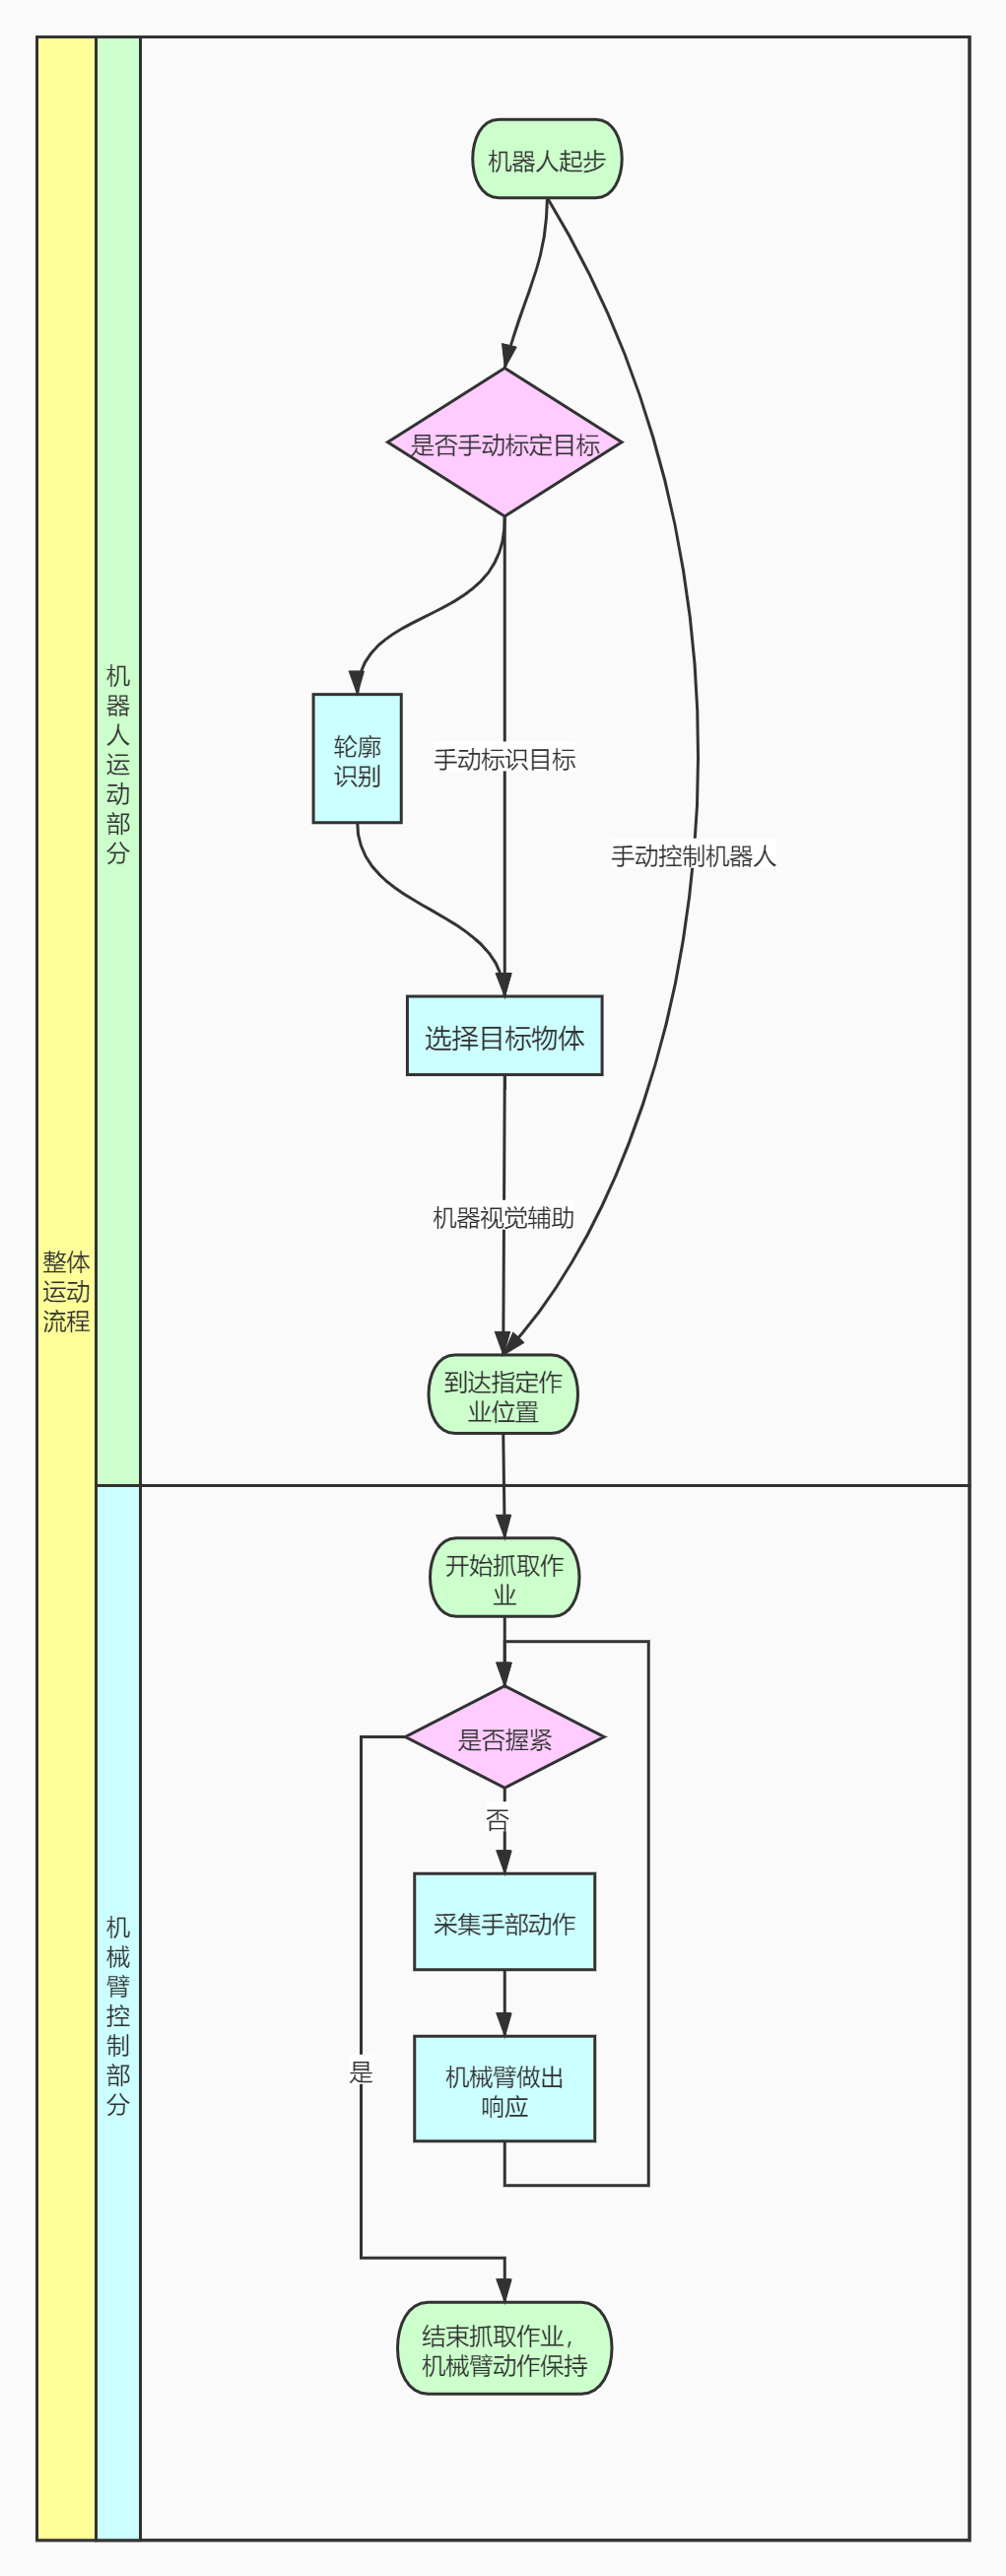 整体
运动
流程
机
器
人
运
动
部
分
机器人起步
是否手动标定目标
轮廓
识别
手动标识目标
手动控制机器人
选择目标物体
机器视觉辅助
到达指定作
业位置
机
械
臂
控
制
部
分
开始抓取作
业
是否握紧
否
采集手部动作
机械臂做出
响应
是
结束抓取作业，
机械臂动作保持